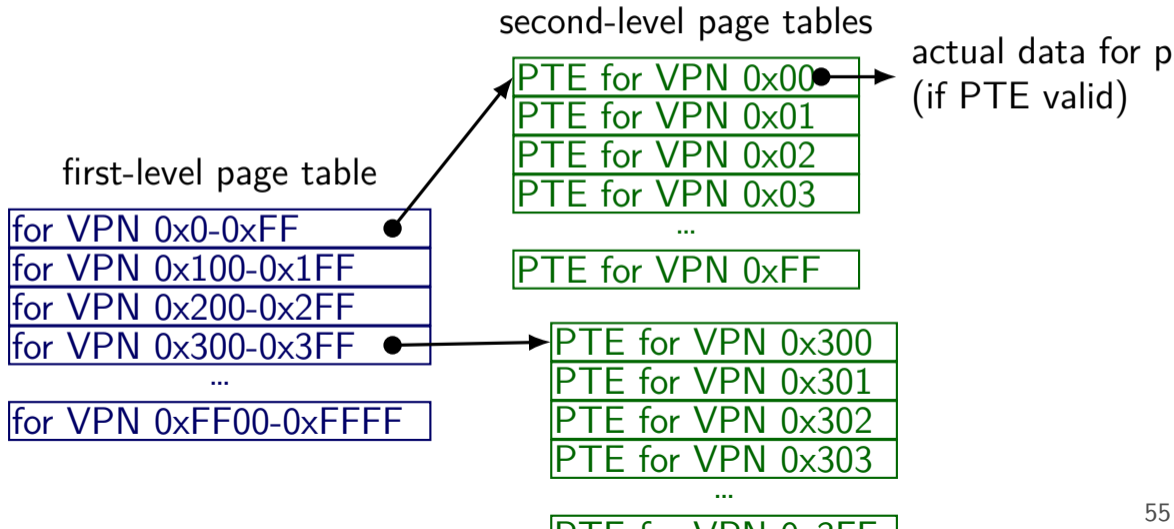 second-level page tables
PTE for VPN 0x00
PTE for VPN 0x01
PTE for VPN 0x02
PTE for VPN 0x03
...
PTE for VPN 0xFF
actual data for p
(if PTE valid)
first-level page table
for VPN 0x0-0xFF
for VPN 0x100-0x1FF
for VPN 0x200-0x2FF
for VPN 0x300-0x3FF
...
for VPN 0xFF00-0xFFFF
PTE for VPN 0x300
PTE for VPN 0x301
PTE for VPN 0x302
PTE for VPN 0x303
...
PTE for VPN
55